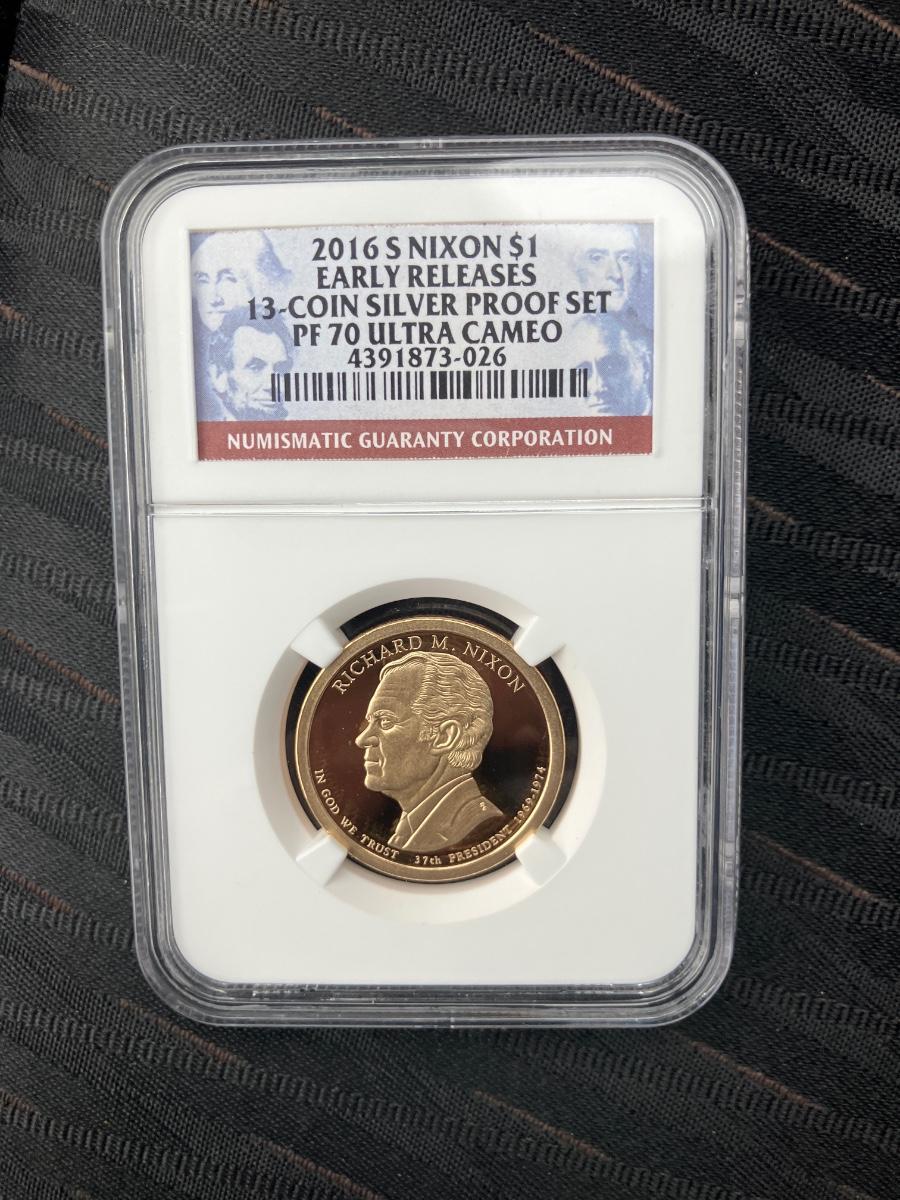 2016 S NIXON $1
EARLY RELEASES
13-COIN SILVER PROOF SET
PF 70 ULTRA CAMEO
4391873-026
NUMISMATIC GUARANTY CORPORATION
RICHARD M. NIXON
IN GOD WE TRUST 37th PRESIDENT 1969-1974